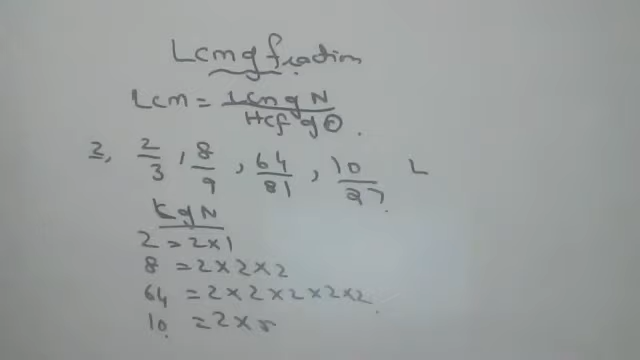 Lcm of fraction
Lcm = Lcm of N / Hcf of D.
2, 2/3, 8/9, 64/81, 10/27 L
of N
2 = 2×1
8 = 2×2×2
64 = 2×2×2×2×2
10 = 2×5